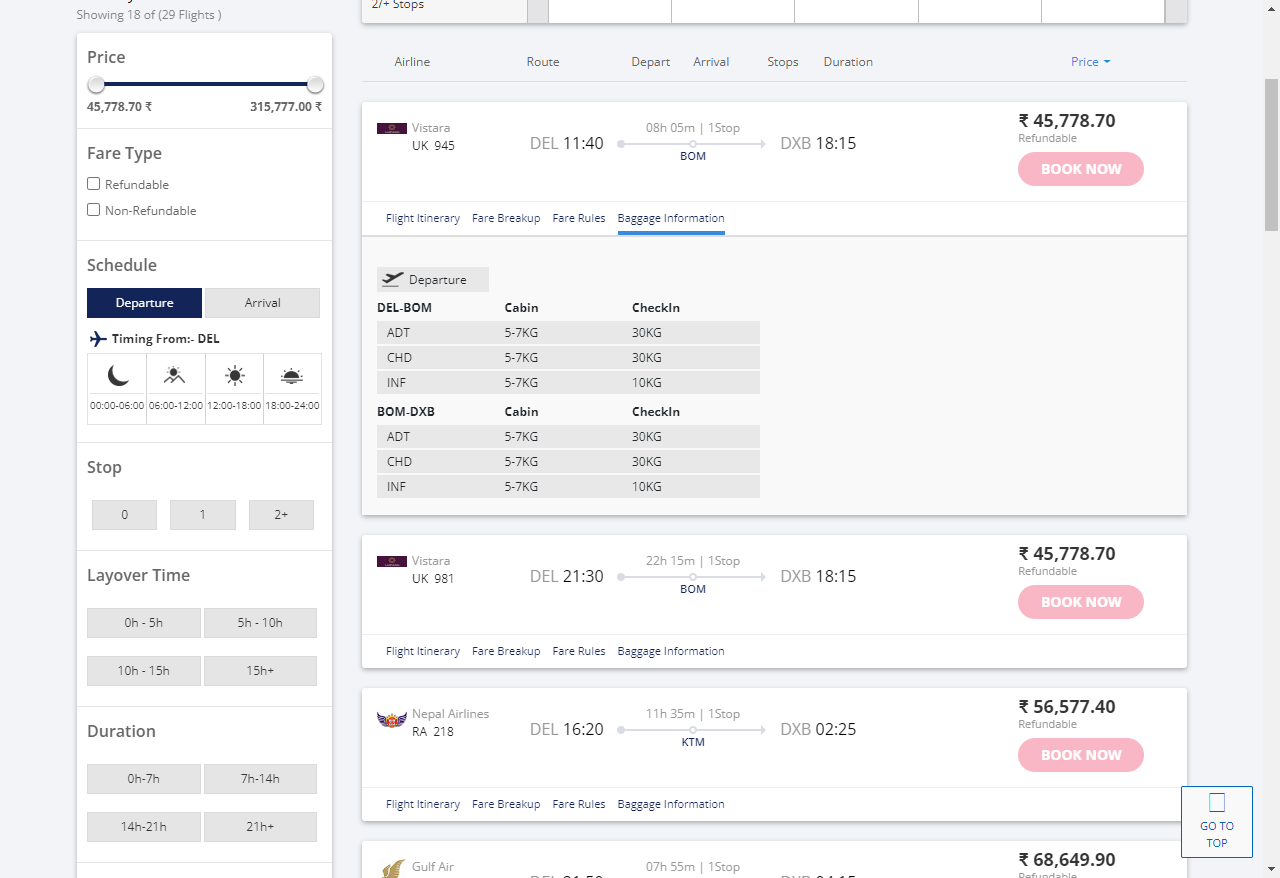 Showing 18 of (29 Flights )
2/+ Stops
Price
45,778.70 ₹ 315,777.00 ₹
Fare Type
Refundable
Non-Refundable
Schedule
Departure Arrival
Timing From:- DEL
00:00-06:00 06:00-12:00 12:00-18:00 18:00-24:00
Stop
0 1 2+
Layover Time
0h - 5h 5h - 10h
10h - 15h 15h+
Duration
0h-7h 7h-14h
14h-21h 21h+
Airline Route Depart Arrival Stops Duration Price
Vistara
UK 945
DEL 11:40
08h 05m | 1Stop
BOM
DXB 18:15
₹ 45,778.70
Refundable
BOOK NOW
Flight Itinerary Fare Breakup Fare Rules Baggage Information
Departure
DEL-BOM Cabin CheckIn
ADT 5-7KG 30KG
CHD 5-7KG 30KG
INF 5-7KG 10KG
BOM-DXB Cabin CheckIn
ADT 5-7KG 30KG
CHD 5-7KG 30KG
INF 5-7KG 10KG
Vistara
UK 981
DEL 21:30
22h 15m | 1Stop
BOM
DXB 18:15
₹ 45,778.70
Refundable
BOOK NOW
Flight Itinerary Fare Breakup Fare Rules Baggage Information
Nepal Airlines
RA 218
DEL 16:20
11h 35m | 1Stop
KTM
DXB 02:25
₹ 56,577.40
Refundable
BOOK NOW
Flight Itinerary Fare Breakup Fare Rules Baggage Information
Gulf Air
07h 55m | 1Stop
₹ 68,649.90
Refundable
GO TO
TOP